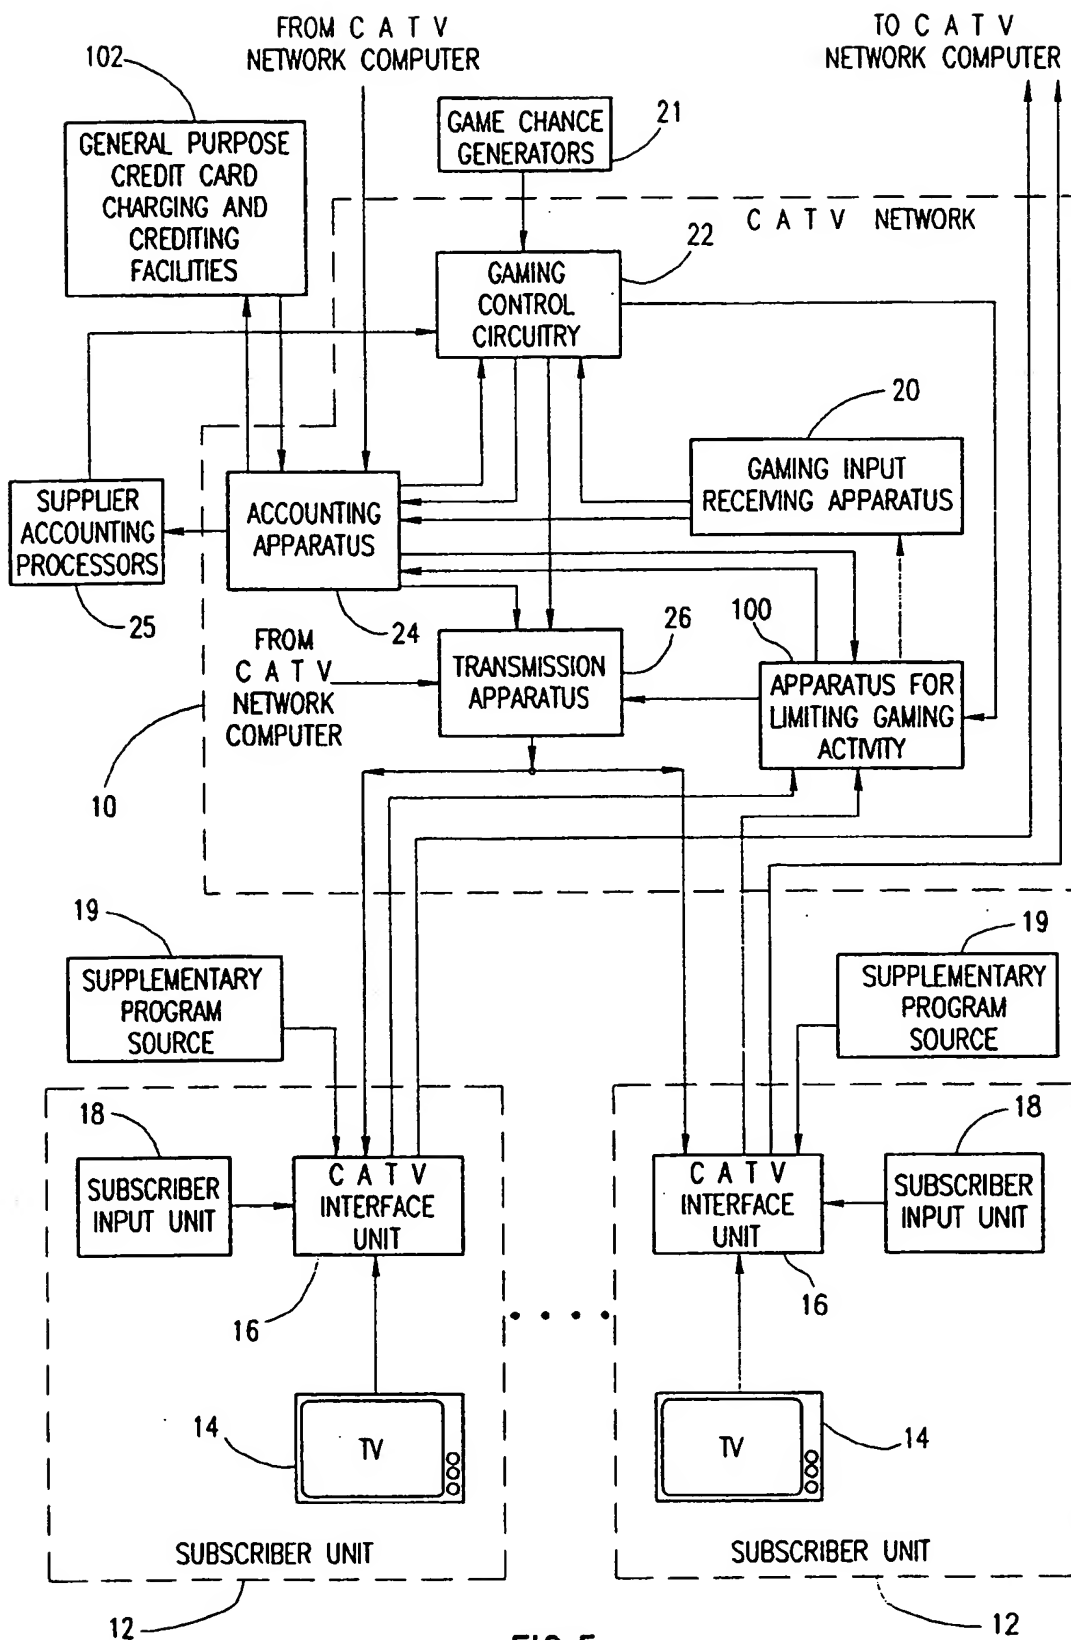 FROM C A T V
NETWORK COMPUTER
TO C A T V
NETWORK COMPUTER
102
GENERAL PURPOSE
CREDIT CARD
CHARGING AND
CREDITING
FACILITIES
GAME CHANCE
GENERATORS
21
C A T V NETWORK
22
GAMING
CONTROL
CIRCUITRY
20
GAMING INPUT
RECEIVING APPARATUS
SUPPLIER
ACCOUNTING
PROCESSORS
25
ACCOUNTING
APPARATUS
24
FROM
C A T V
NETWORK
COMPUTER
26
TRANSMISSION
APPARATUS
100
APPARATUS FOR
LIMITING GAMING
ACTIVITY
10
19
SUPPLEMENTARY
PROGRAM
SOURCE
19
SUPPLEMENTARY
PROGRAM
SOURCE
18
SUBSCRIBER
INPUT UNIT
C A T V
INTERFACE
UNIT
16
14
TV
SUBSCRIBER UNIT
12
C A T V
INTERFACE
UNIT
16
18
SUBSCRIBER
INPUT UNIT
TV
14
SUBSCRIBER UNIT
12